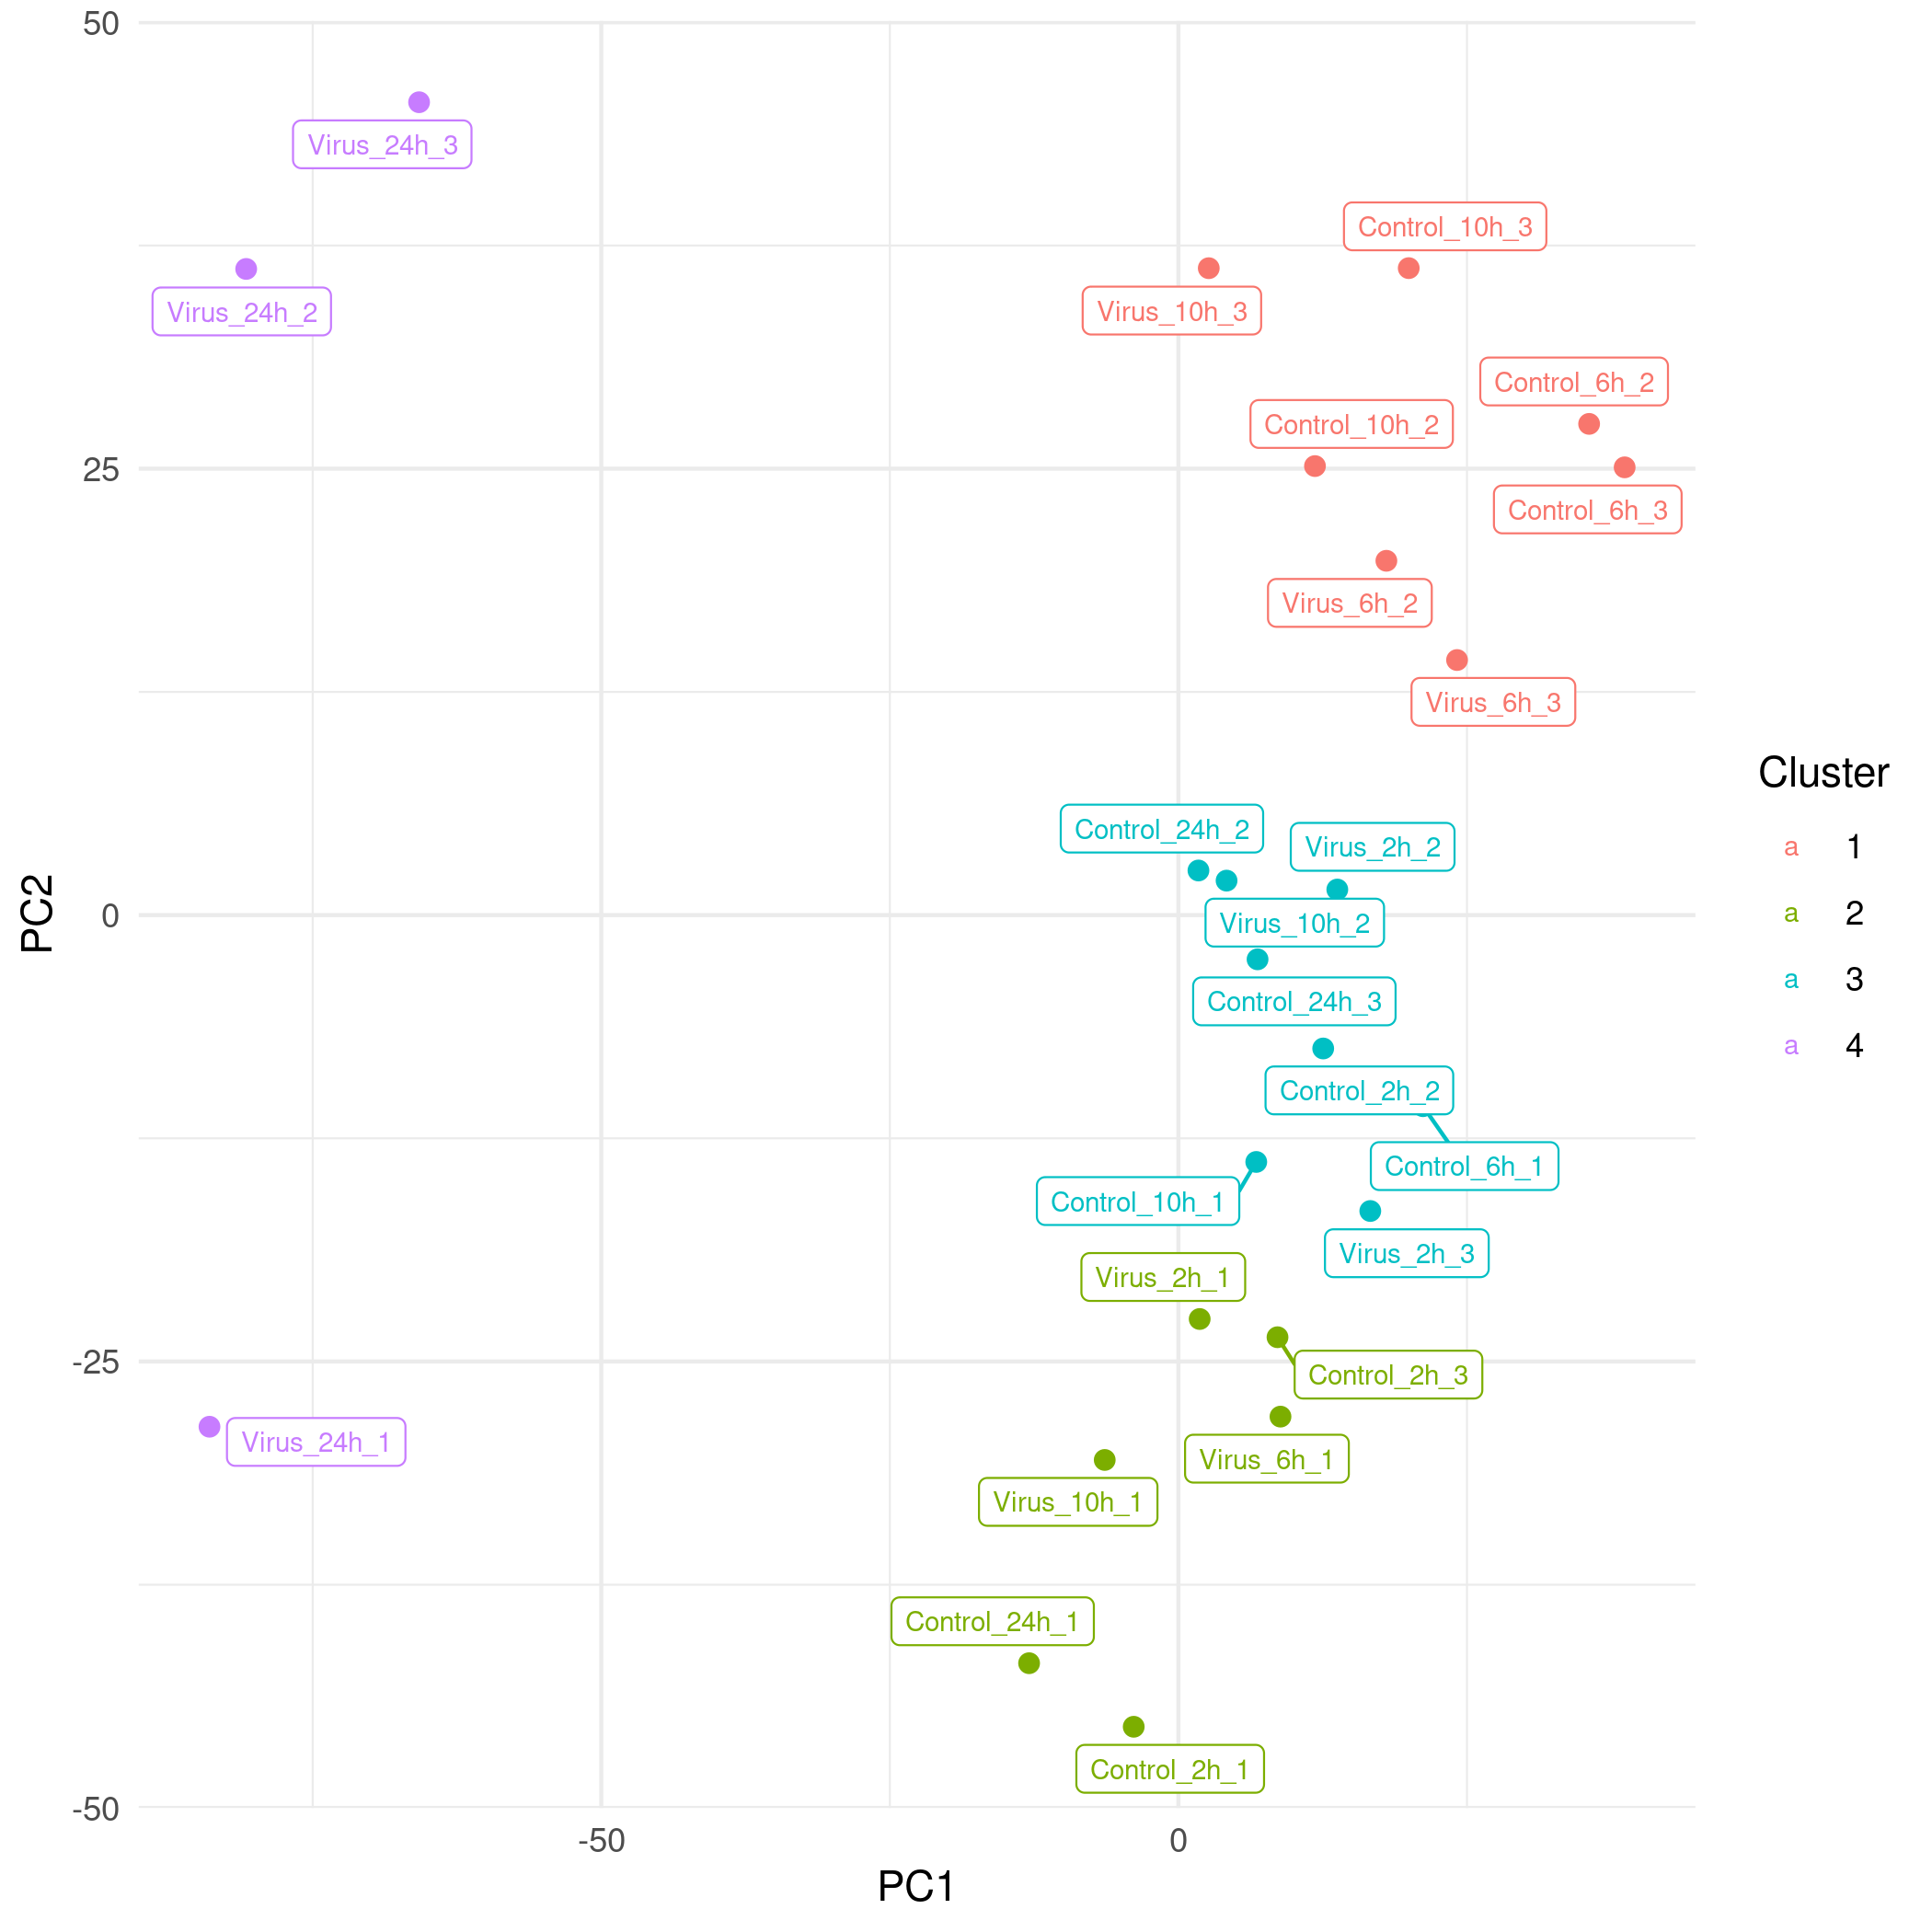 50
Virus_24h_3
Control_10h_3
Virus_24h_2
Virus_10h_3
Control_6h_2
Control_10h_2
25
Control_6h_3
Virus_6h_2
Virus_6h_3
Cluster
Control_24h_2
Virus_2h_2
a 1
PC2
0
Virus_10h_2
a 2
Control_24h_3
a 3
a 4
Control_2h_2
Control_6h_1
Control_10h_1
Virus_2h_3
Virus_2h_1
-25
Control_2h_3
Virus_24h_1
Virus_6h_1
Virus_10h_1
Control_24h_1
Control_2h_1
-50
-50 0
PC1